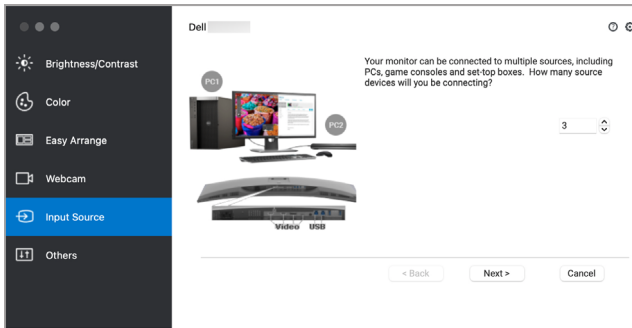 Dell
Brightness/Contrast
Color
Easy Arrange
Webcam
Input Source
Others
PC1
PC2
Video USB
Your monitor can be connected to multiple sources, including
PCs, game consoles and set-top boxes. How many source
devices will you be connecting?
3
< Back
Next >
Cancel